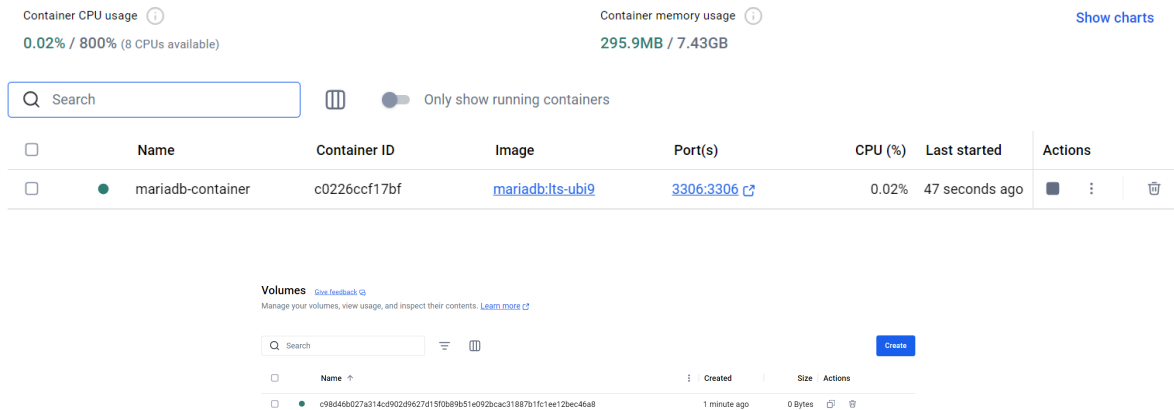 Container CPU usage
Container memory usage
Show charts
0.02% / 800% (8 CPUs available)
295.9MB / 7.43GB
Search
Only show running containers
Name Container ID Image Port(s) CPU (%) Last started Actions
mariadb-container c0226ccf17bf mariadb:lts-ubi9 3306:3306 0.02% 47 seconds ago
Volumes Give feedback
Manage your volumes, view usage, and inspect their contents. Learn more
Search
Create
Name Created Size Actions
c98d46b027a314cd902d9627d15f0b89b51e092bcac31887b1fc1ee12bec46a8 1 minute ago 0 Bytes